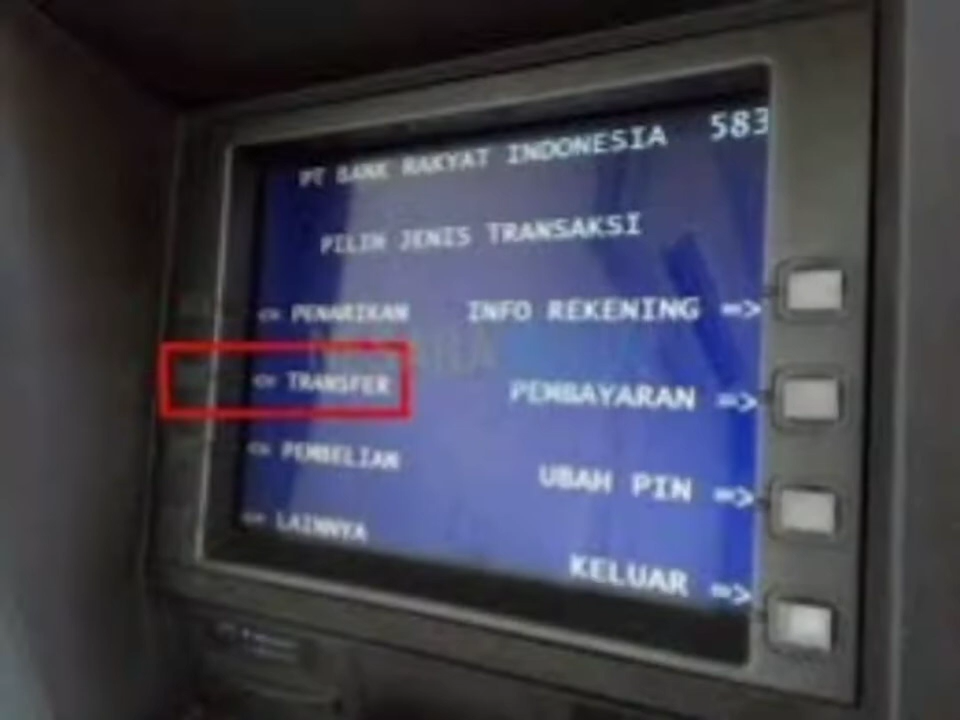 PT BANK RAKYAT INDONESIA 583
PILIH JENIS TRANSAKSI
<= PENARIKAN INFO REKENING =>
<= TRANSFER PEMBAYARAN =>
<= PEMBELIAN UBAH PIN =>
<= LAINNYA KELUAR =>